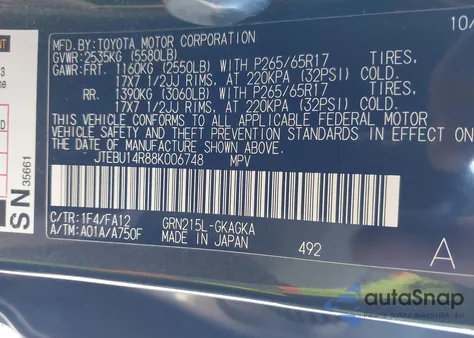 10/
MFD. BY: TOYOTA MOTOR CORPORATION
GVWR: 2535KG (5580LB)
GAWR: FRT. 1160KG (2550LB) WITH P265/65R17 TIRES,
17X7 1/2JJ RIMS, AT 220KPA (32PSI) COLD.
RR. 1390KG (3060LB) WITH P265/65R17 TIRES,
17X7 1/2JJ RIMS, AT 220KPA (32PSI) COLD.
THIS VEHICLE CONFORMS TO ALL APPLICABLE FEDERAL MOTOR
VEHICLE SAFETY AND BUMPER STANDARDS IN EFFECT ON
THE DATE OF MANUFACTURE SHOWN ABOVE.
JTEBU14R88K006748 MPV
C/TR: 1F4/FA12 GRN215L-GKAGKA
A/TM: A01A/A750F MADE IN JAPAN 492 A
SN 35661
autoSnap